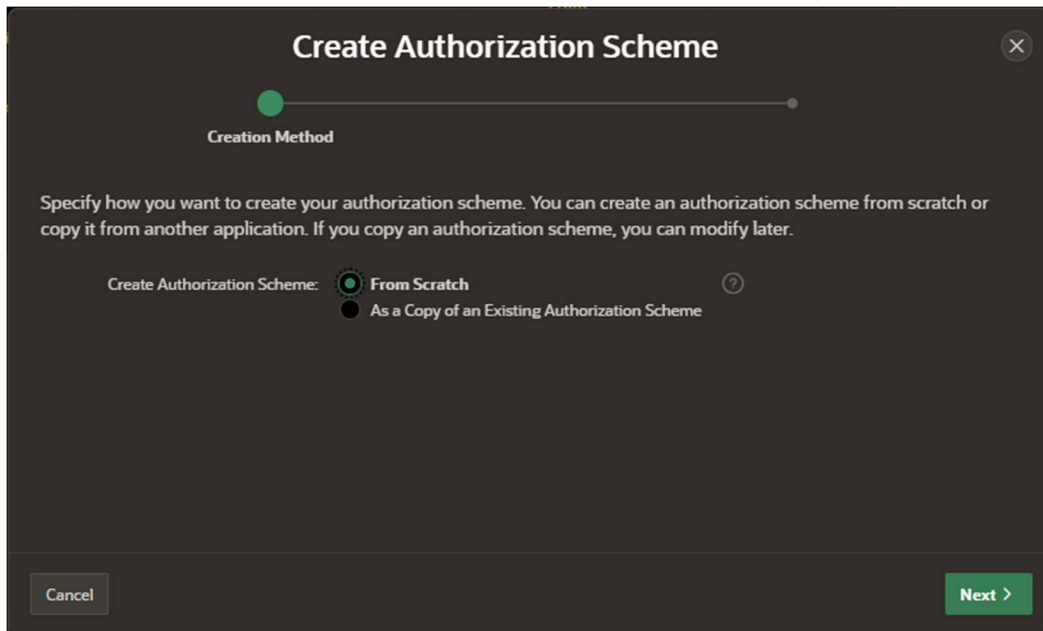 Create Authorization Scheme
Creation Method
Specify how you want to create your authorization scheme. You can create an authorization scheme from scratch or
copy it from another application. If you copy an authorization scheme, you can modify later.
Create Authorization Scheme: From Scratch
As a Copy of an Existing Authorization Scheme
Cancel
Next